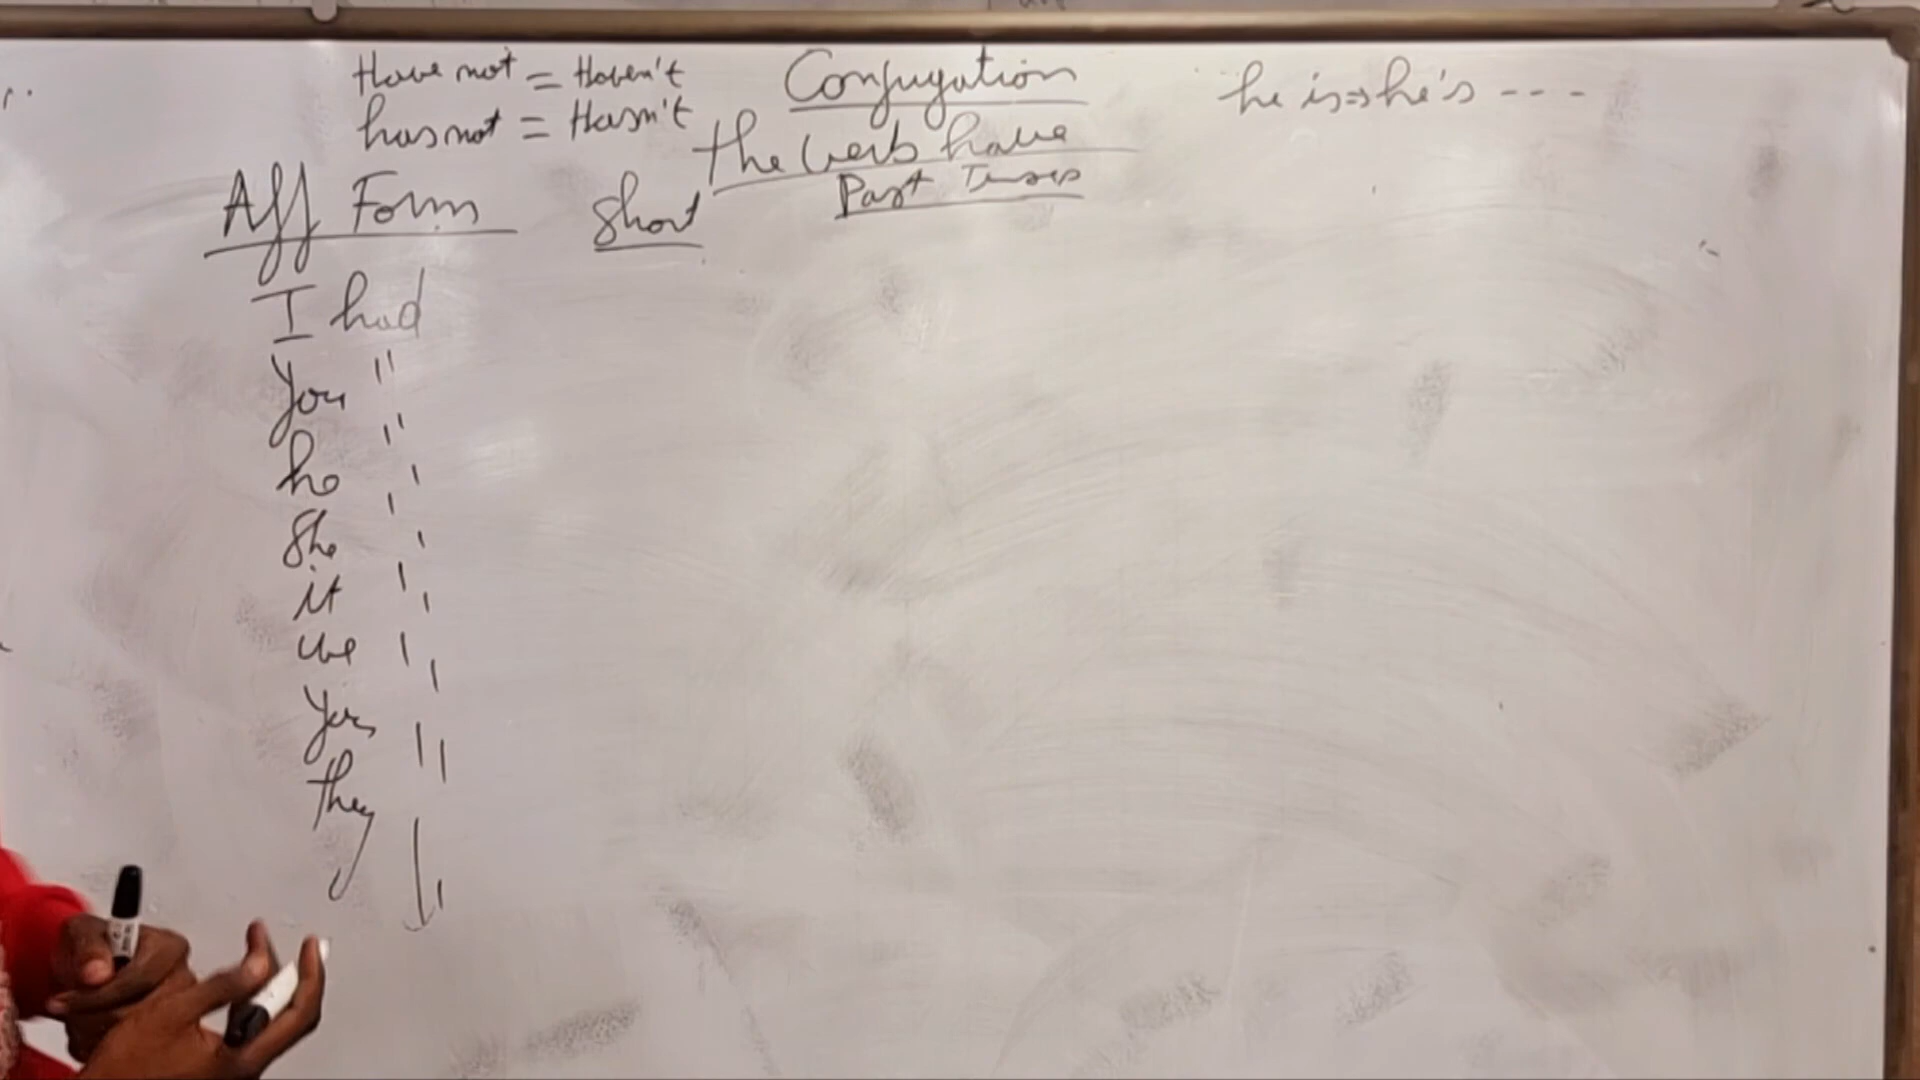 Have not = Haven't
has not = Hasn't
Conjugation
he is => he's ---
the verb have
Past Tenses
Aff Form
Short
I had
You "
he "
She "
it "
we "
You "
they "